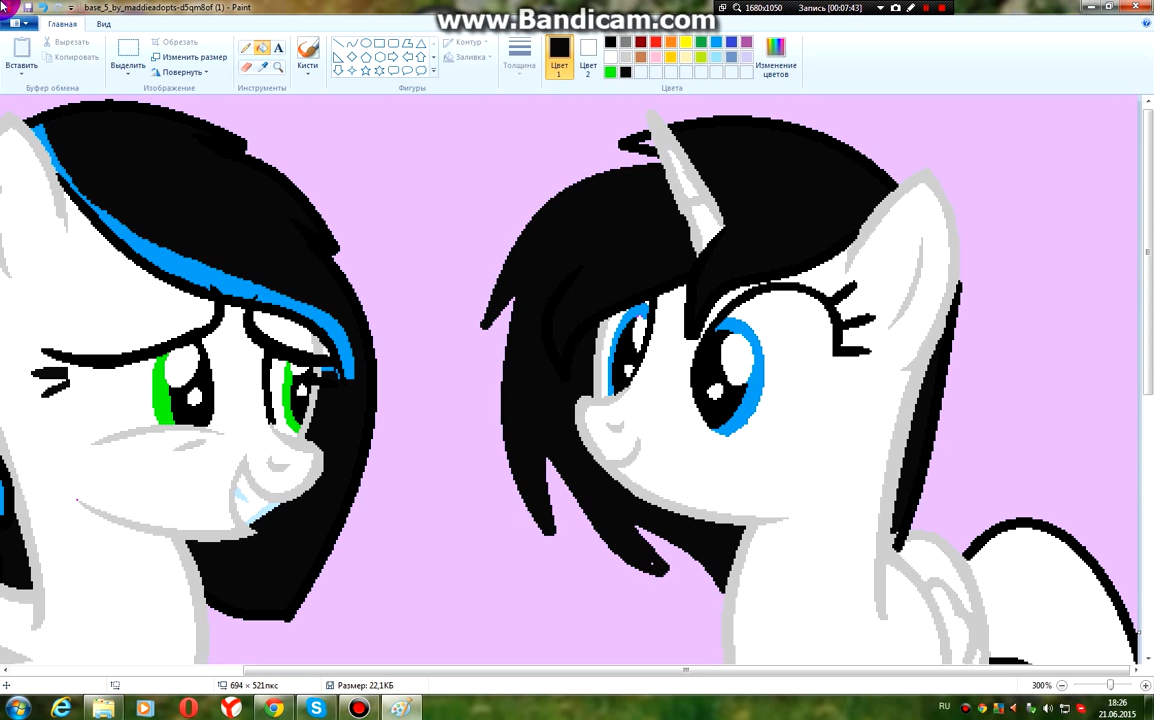 base_5_by_maddieadopts-d5qm8of (1) - Paint
www.Bandicam.com
1680x1050
Запись [00:07:43]
Главная
Вид
Вставить
Вырезать
Копировать
Буфер обмена
Выделить
Обрезать
Изменить размер
Повернуть
Изображение
Инструменты
Кисти
Контур
Заливка
Фигуры
Толщина
Цвет 1
Цвет 2
Изменение цветов
Цвета
694 × 521пкс
Размер: 22,1КБ
300%
RU
18:26
21.06.2015